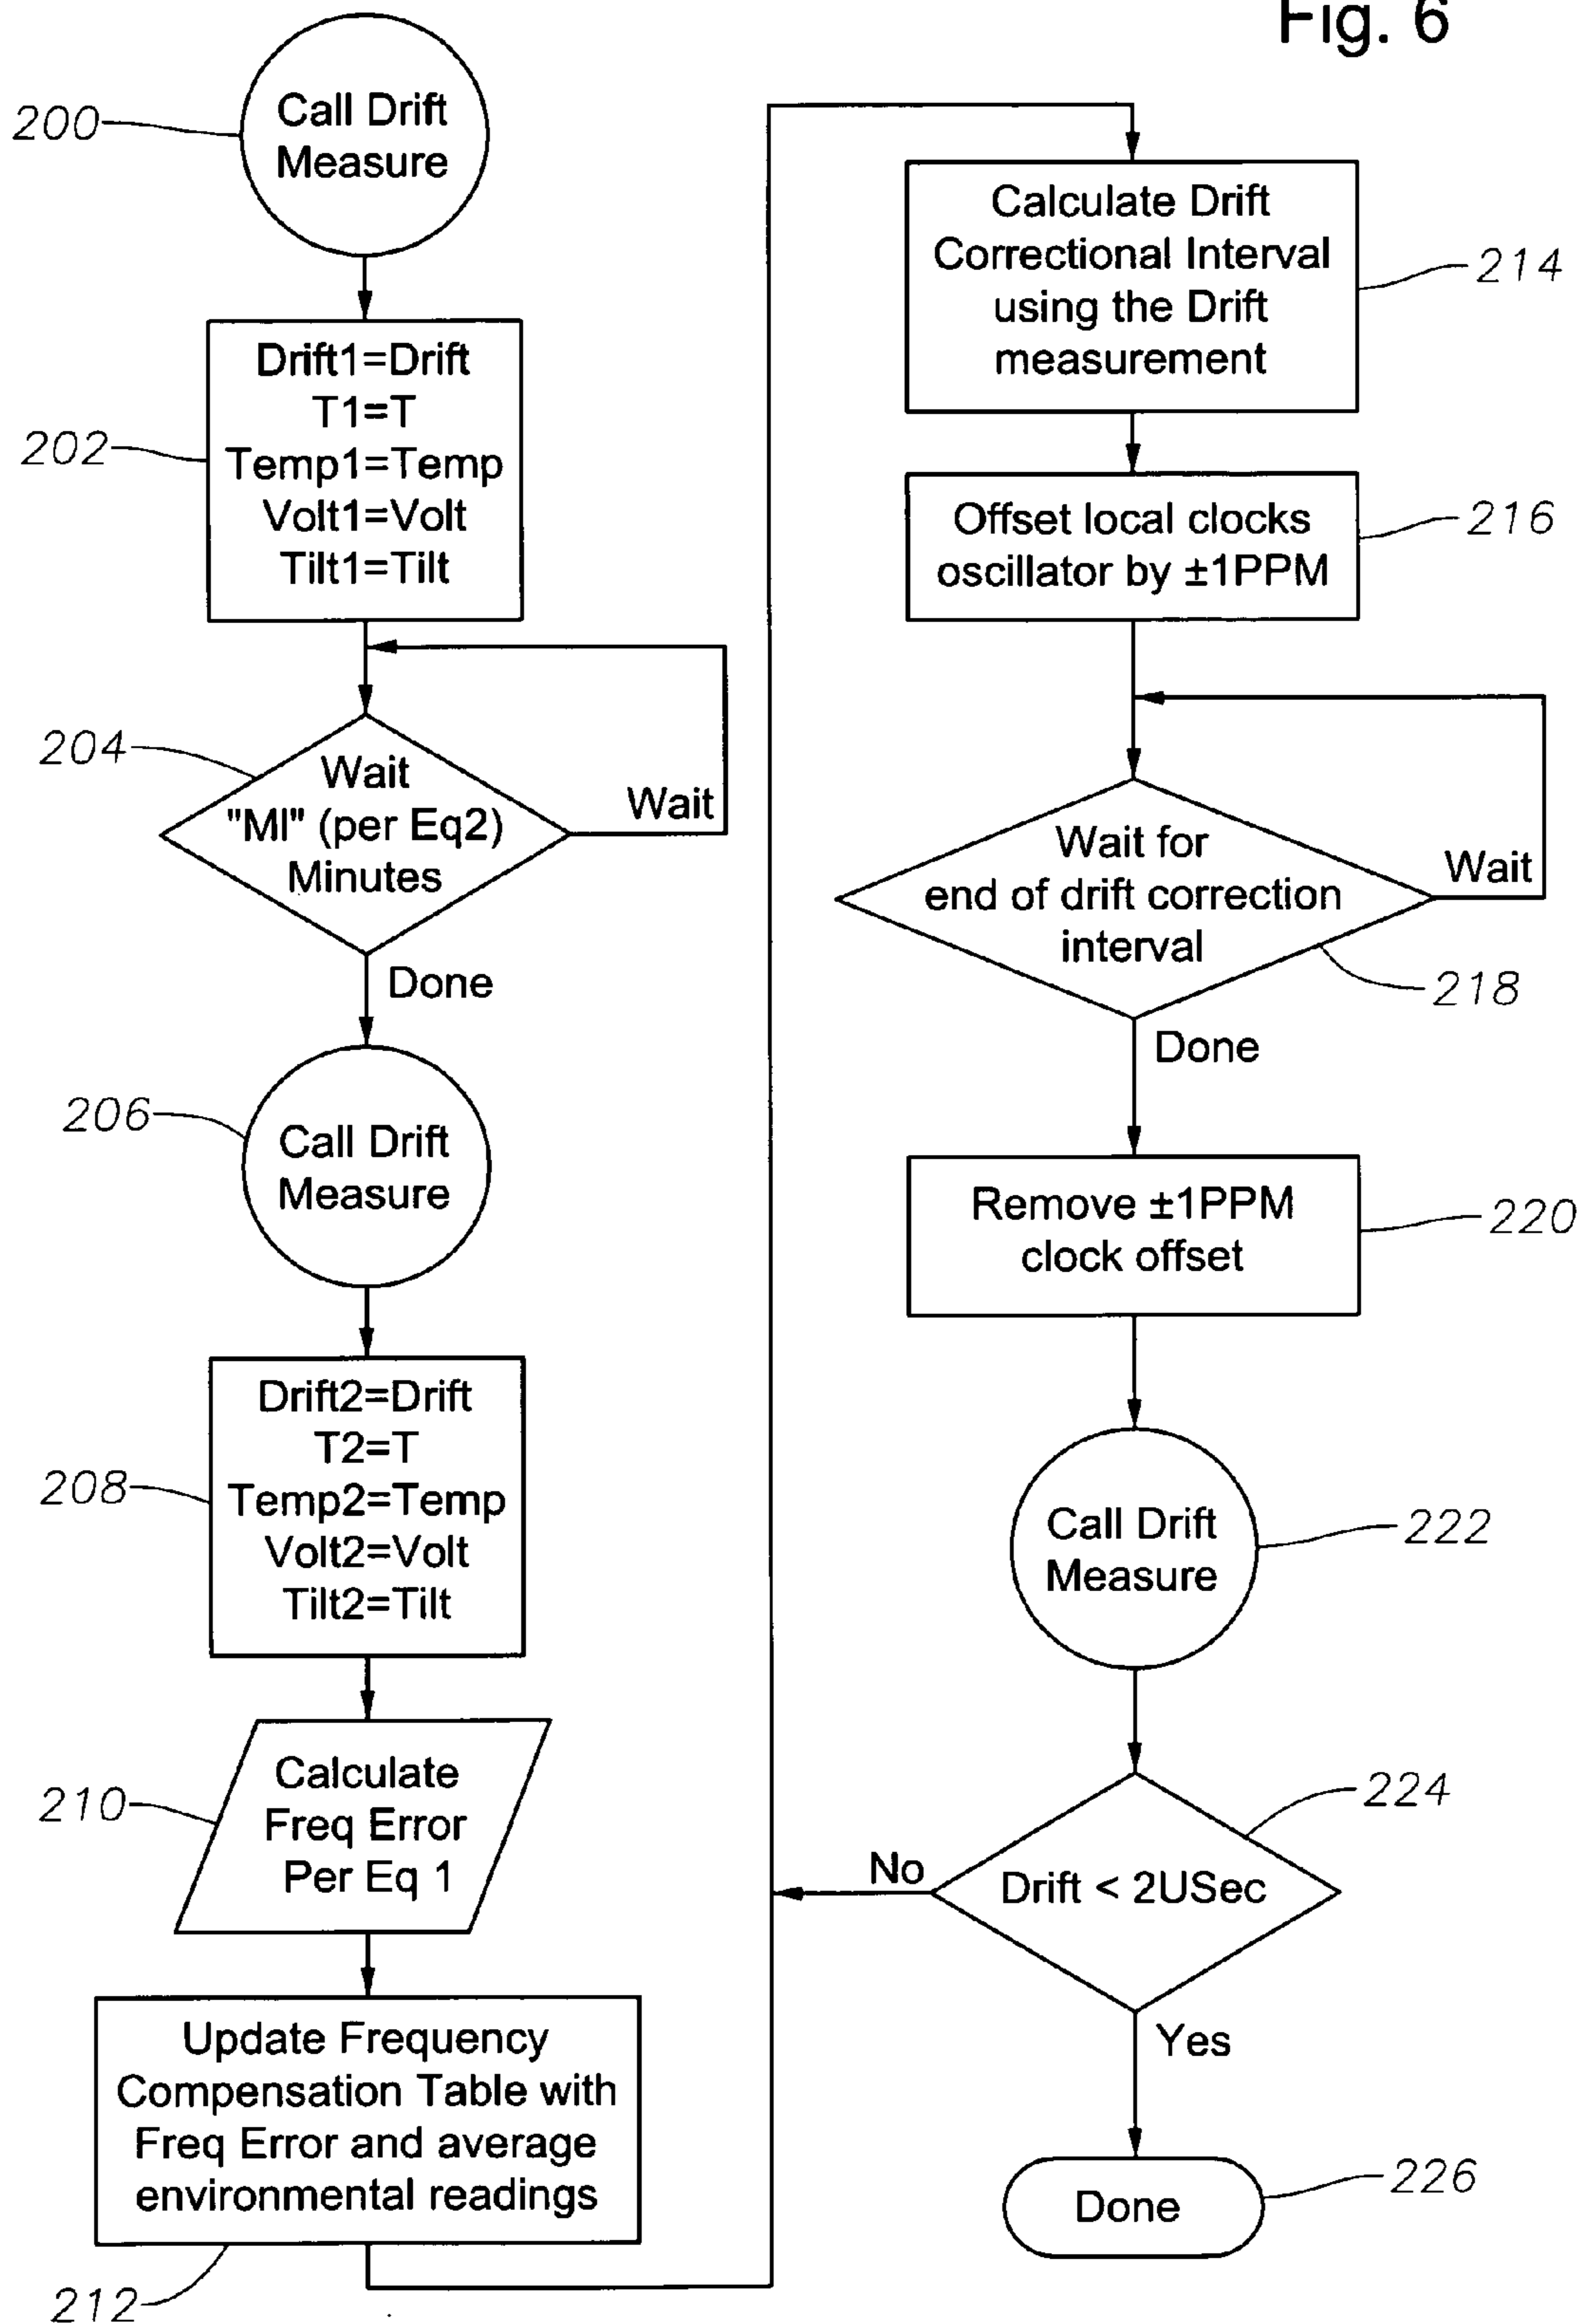 Fig. 6
200
Call Drift
Measure
202
Drift1=Drift
T1=T
Temp1=Temp
Volt1=Volt
Tilt1=Tilt
204
Wait
"MI" (per Eq2)
Minutes
Wait
Done
206
Call Drift
Measure
208
Drift2=Drift
T2=T
Temp2=Temp
Volt2=Volt
Tilt2=Tilt
210
Calculate
Freq Error
Per Eq 1
Update Frequency
Compensation Table with
Freq Error and average
environmental readings
212
Calculate Drift
Correctional Interval
using the Drift
measurement
214
Offset local clocks
oscillator by ±1PPM
216
Wait for
end of drift correction
interval
Wait
218
Done
Remove ±1PPM
clock offset
220
Call Drift
Measure
222
224
Drift < 2USec
No
Yes
Done
226